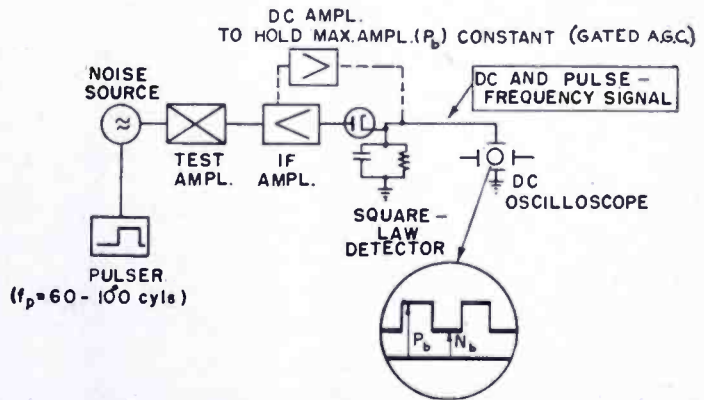 DC AMPL.
TO HOLD MAX. AMPL.(Pb) CONSTANT (GATED A.G.C.)
NOISE
SOURCE
DC AND PULSE-
FREQUENCY SIGNAL
TEST
AMPL.
IF
AMPL.
DC
OSCILLOSCOPE
SQUARE-
LAW
DETECTOR
PULSER
(fp=60-100 cyls)
Pb
Nb